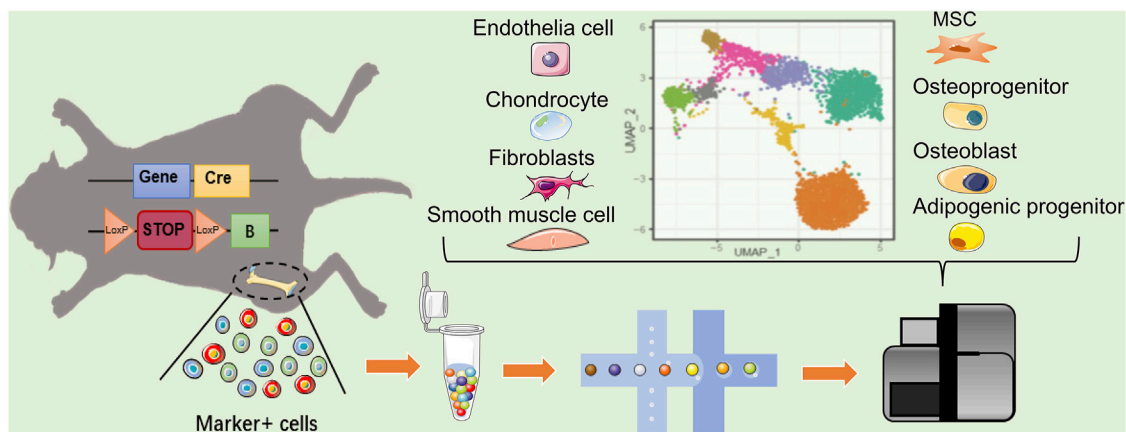 Endothelia cell
Chondrocyte
Fibroblasts
Smooth muscle cell
UMAP_2
6
3
0
−3
−6
−5
0
5
UMAP_1
MSC
Osteoprogenitor
Osteoblast
Adipogenic progenitor
Gene Cre
LoxP STOP LoxP B
Marker+ cells